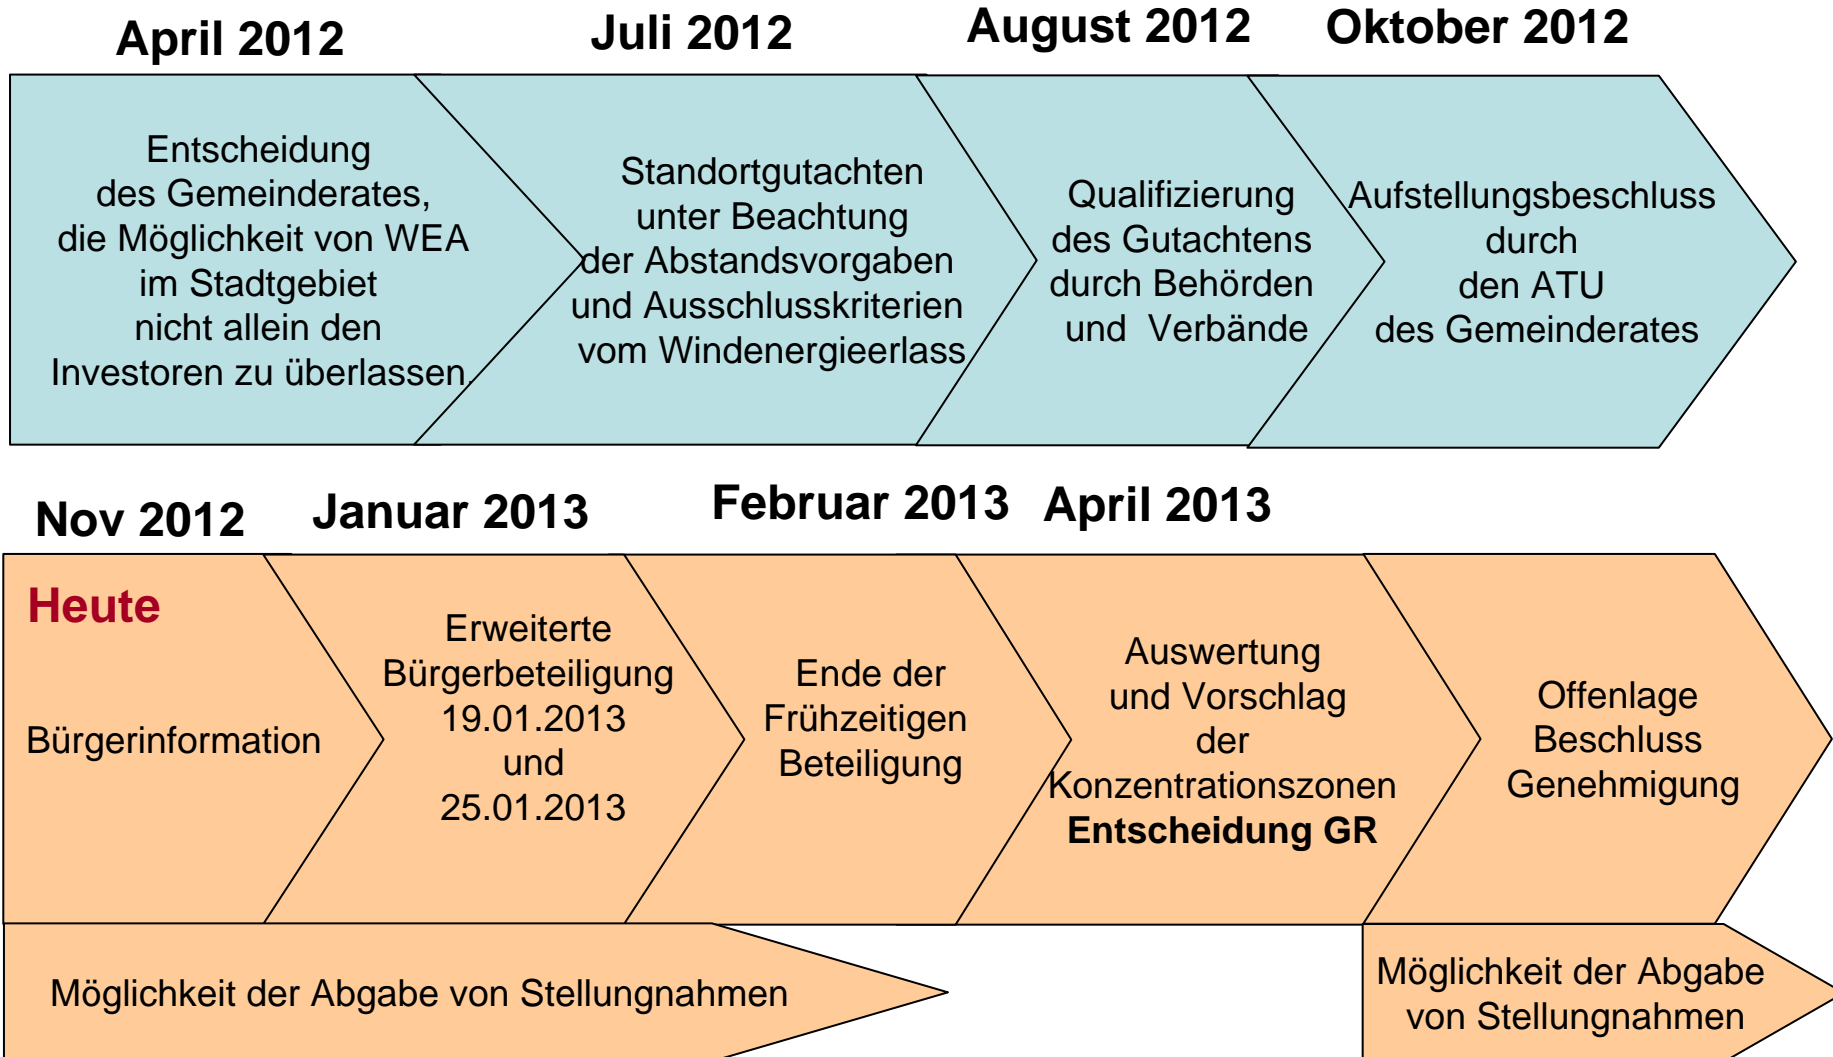 April 2012
Juli 2012
August 2012
Oktober 2012
Entscheidung
des Gemeinderates,
die Möglichkeit von WEA
im Stadtgebiet
nicht allein den
Investoren zu überlassen.
Standortgutachten
unter Beachtung
der Abstandsvorgaben
und Ausschlusskriterien
vom Windenergieerlass
Qualifizierung
des Gutachtens
durch Behörden
und Verbände
Aufstellungsbeschluss
durch
den ATU
des Gemeinderates
Nov 2012
Januar 2013
Februar 2013
April 2013
Heute
Bürgerinformation
Erweiterte
Bürgerbeteiligung
19.01.2013
und
25.01.2013
Ende der
Frühzeitigen
Beteiligung
Auswertung
und Vorschlag
der
Konzentrationszonen
Entscheidung GR
Offenlage
Beschluss
Genehmigung
Möglichkeit der Abgabe von Stellungnahmen
Möglichkeit der Abgabe
von Stellungnahmen